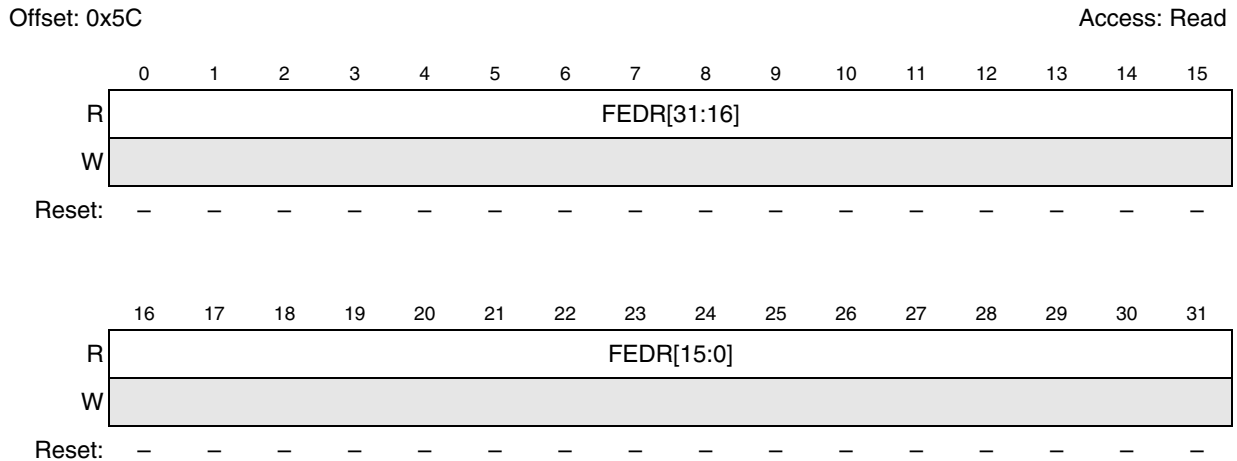 Offset: 0x5C Access: Read
0 1 2 3 4 5 6 7 8 9 10 11 12 13 14 15
R FEDR[31:16]
W
Reset: – – – – – – – – – – – – – – – –
16 17 18 19 20 21 22 23 24 25 26 27 28 29 30 31
R FEDR[15:0]
W
Reset: – – – – – – – – – – – – – – – –